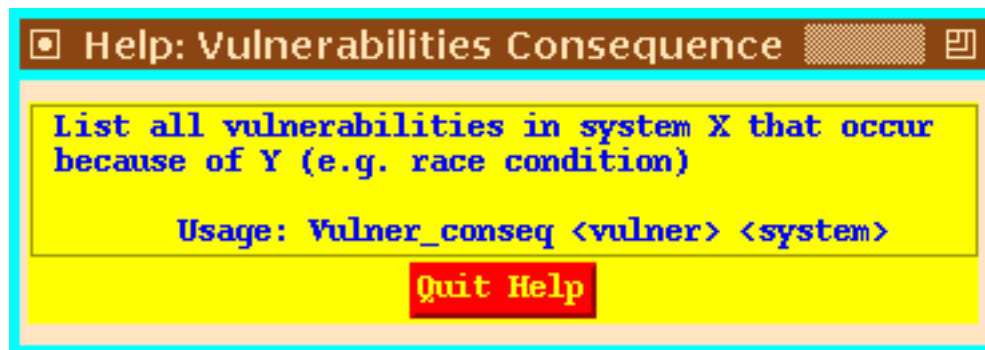 Help: Vulnerabilities Consequence
List all vulnerabilities in system X that occur
because of Y (e.g. race condition)
Usage: Vulner_conseq <vulner> <system>
Quit Help